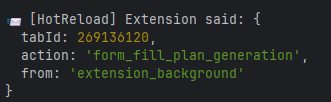 📨 [HotReload] Extension said: {
  tabId: 269136120,
  action: 'form_fill_plan_generation',
  from: 'extension_background'
}